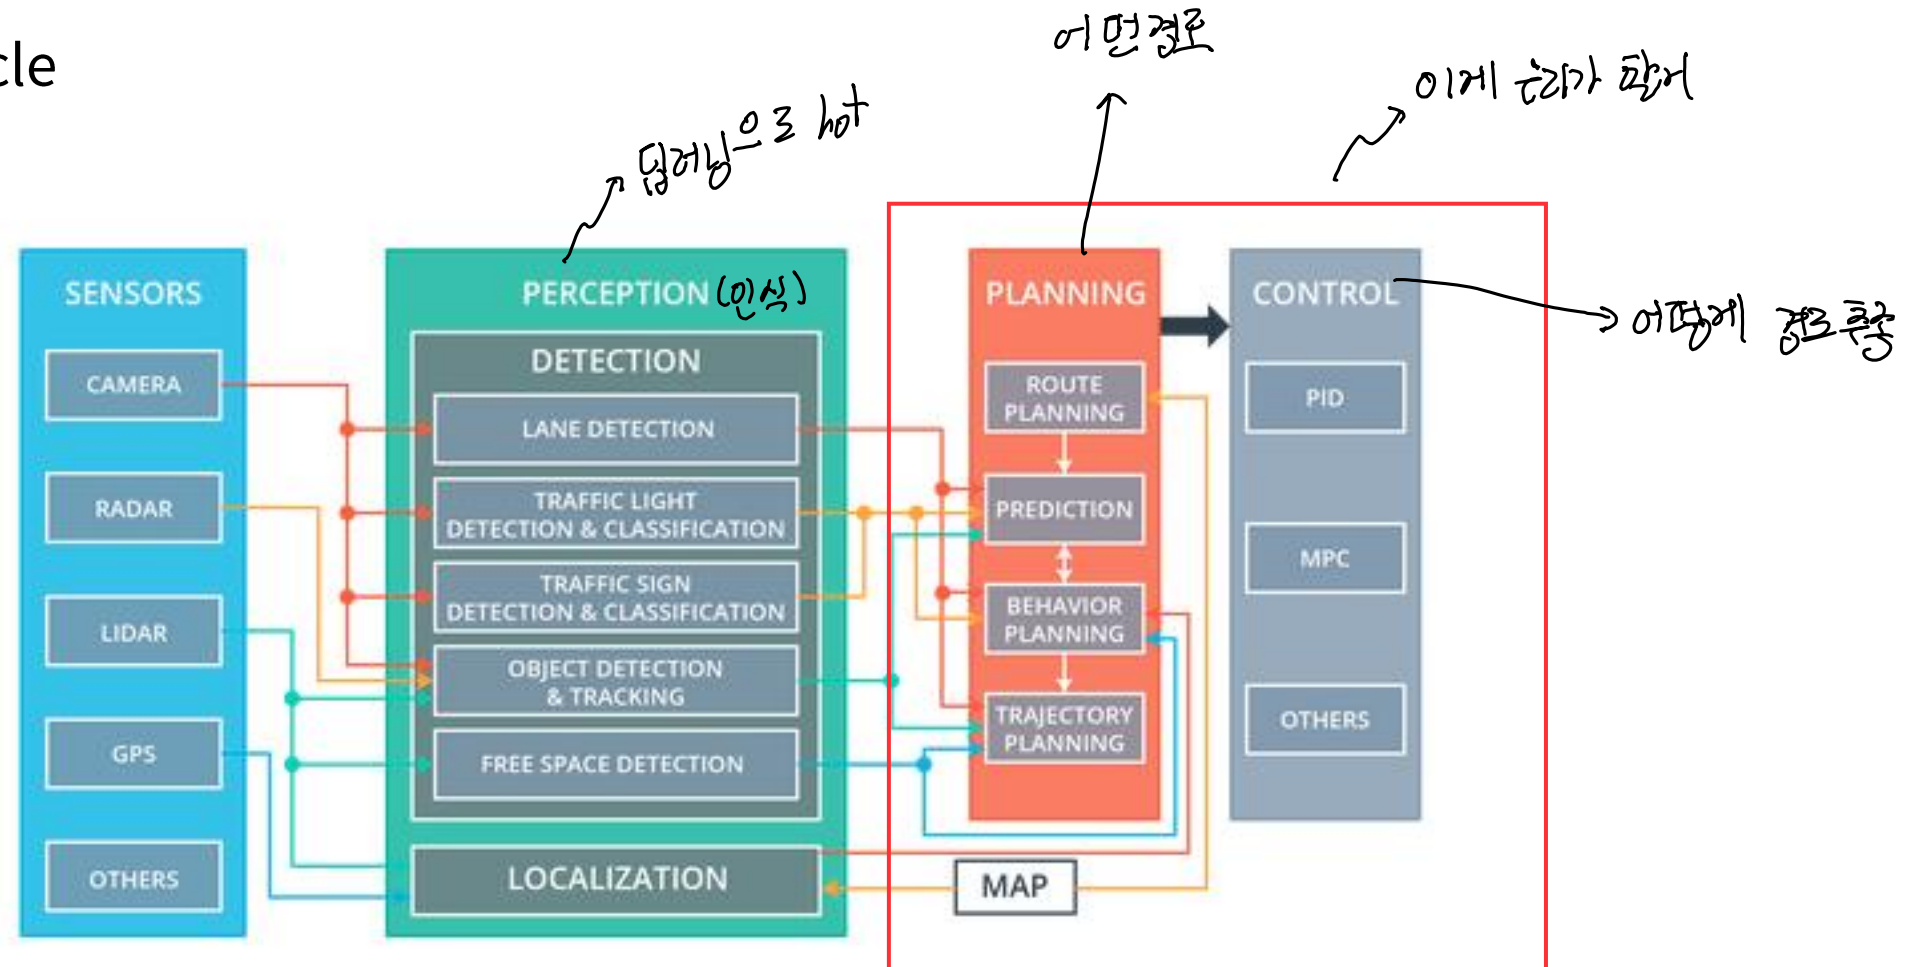 cle
어떤경로
이게 우리가 할거
딥러닝으로 hot
SENSORS
CAMERA
RADAR
LIDAR
GPS
OTHERS
PERCEPTION (인식)
DETECTION
LANE DETECTION
TRAFFIC LIGHT
DETECTION & CLASSIFICATION
TRAFFIC SIGN
DETECTION & CLASSIFICATION
OBJECT DETECTION
& TRACKING
FREE SPACE DETECTION
LOCALIZATION
PLANNING
ROUTE
PLANNING
PREDICTION
BEHAVIOR
PLANNING
TRAJECTORY
PLANNING
MAP
CONTROL
PID
MPC
OTHERS
어떻게 경로추종